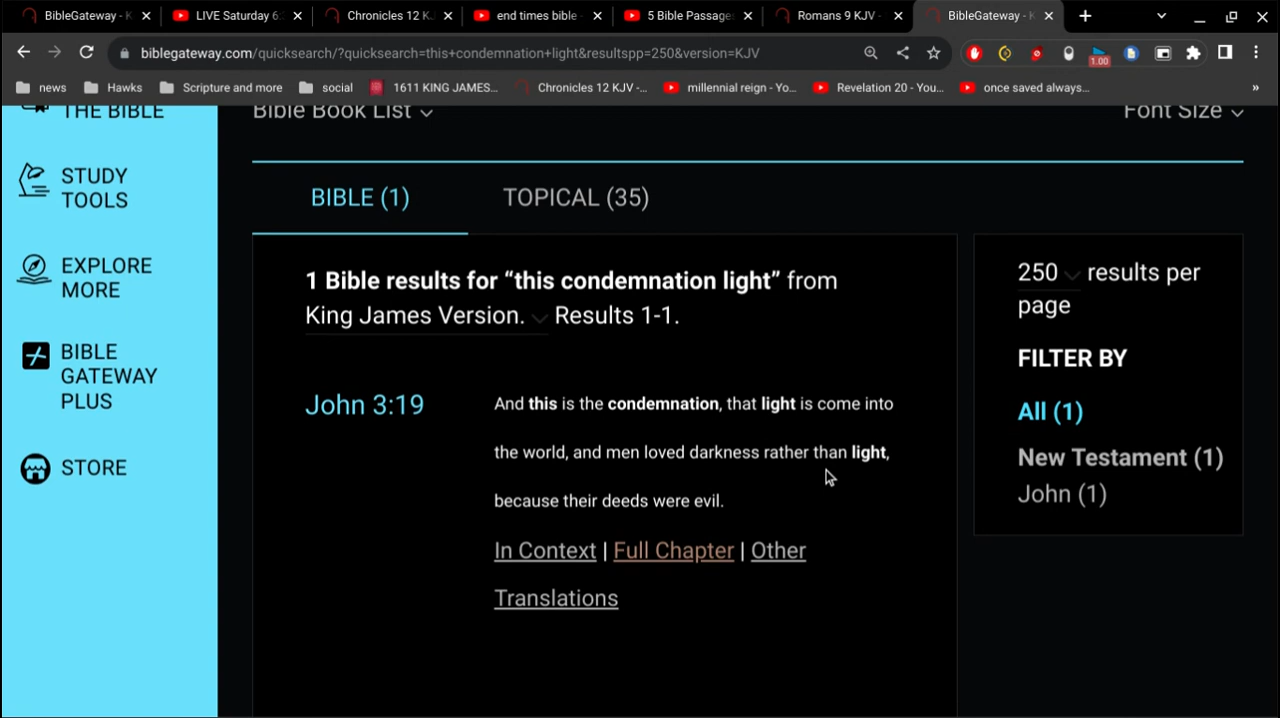 BibleGateway - K
LIVE Saturday 6:
Chronicles 12 KJ
end times bible -
5 Bible Passage
Romans 9 KJV -
BibleGateway - K
biblegateway.com/quicksearch/?quicksearch=this+condemnation+light&resultspp=250&version=KJV
1.00
news
Hawks
Scripture and more
social
1611 KING JAMES...
Chronicles 12 KJV -...
millennial reign - Yo...
Revelation 20 - You...
once saved always...
»
THE BIBLE
STUDY
TOOLS
EXPLORE
MORE
BIBLE
GATEWAY
PLUS
STORE
Bible Book List
Font Size
BIBLE (1)
TOPICAL (35)
1 Bible results for “this condemnation light” from
King James Version. Results 1-1.
John 3:19
And this is the condemnation, that light is come into
the world, and men loved darkness rather than light,
because their deeds were evil.
In Context | Full Chapter | Other
Translations
250 results per
page
FILTER BY
All (1)
New Testament (1)
John (1)